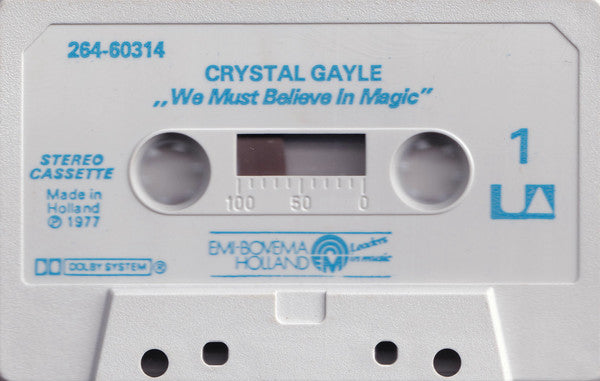 264-60314
CRYSTAL GAYLE
„We Must Believe In Magic”
STEREO
CASSETTE
1
Made in
Holland
℗ 1977
100 50 0
UA
EMI-BOVEMA
HOLLAND
EMI
Leaders
in music
DOLBY SYSTEM ®